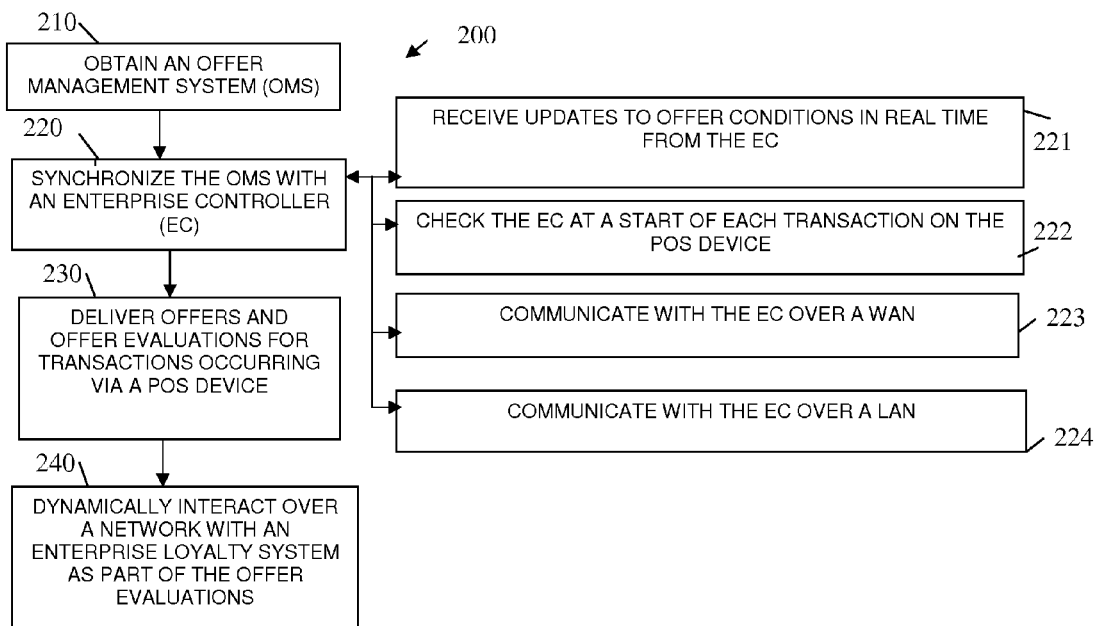 210
200
OBTAIN AN OFFER
MANAGEMENT SYSTEM (OMS)
220
SYNCHRONIZE THE OMS WITH
AN ENTERPRISE CONTROLLER
(EC)
RECEIVE UPDATES TO OFFER CONDITIONS IN REAL TIME
FROM THE EC
221
CHECK THE EC AT A START OF EACH TRANSACTION ON THE
POS DEVICE
222
230
DELIVER OFFERS AND
OFFER EVALUATIONS FOR
TRANSACTIONS OCCURRING
VIA A POS DEVICE
COMMUNICATE WITH THE EC OVER A WAN
223
COMMUNICATE WITH THE EC OVER A LAN
224
240
DYNAMICALLY INTERACT OVER
A NETWORK WITH AN
ENTERPRISE LOYALTY SYSTEM
AS PART OF THE OFFER
EVALUATIONS